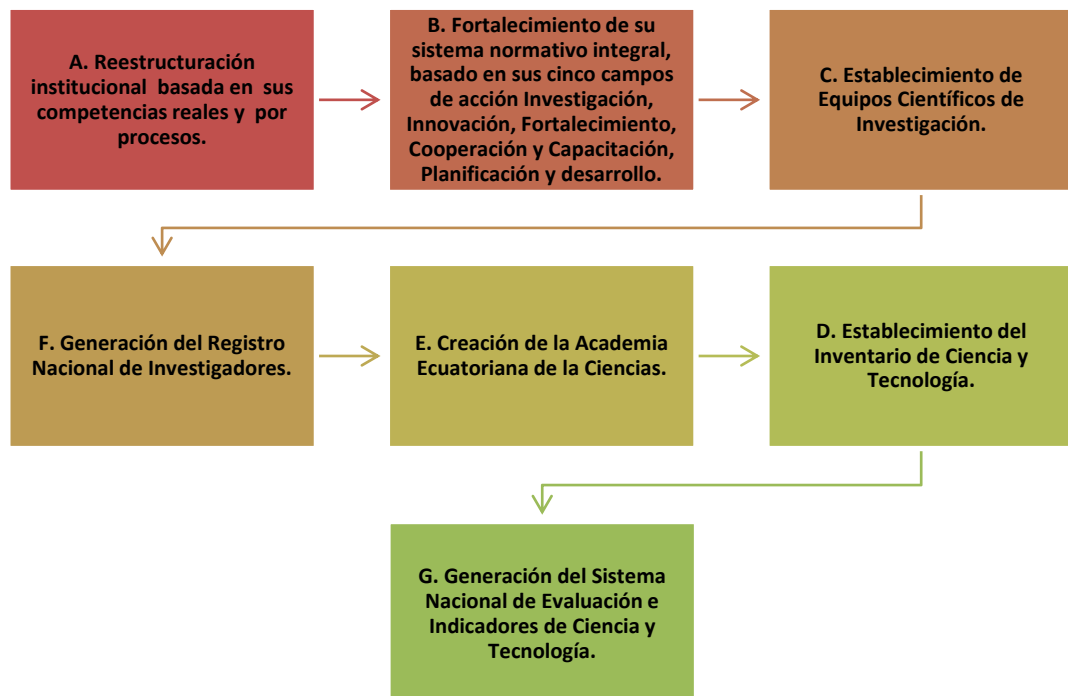 A. Reestructuración
institucional basada en sus
competencias reales y por
procesos.
B. Fortalecimiento de su
sistema normativo integral,
basado en sus cinco campos
de acción Investigación,
Innovación, Fortalecimiento,
Cooperación y Capacitación,
Planificación y desarrollo.
C. Establecimiento de
Equipos Científicos de
Investigación.
F. Generación del Registro
Nacional de Investigadores.
E. Creación de la Academia
Ecuatoriana de la Ciencias.
D. Establecimiento del
Inventario de Ciencia y
Tecnología.
G. Generación del Sistema
Nacional de Evaluación e
Indicadores de Ciencia y
Tecnología.